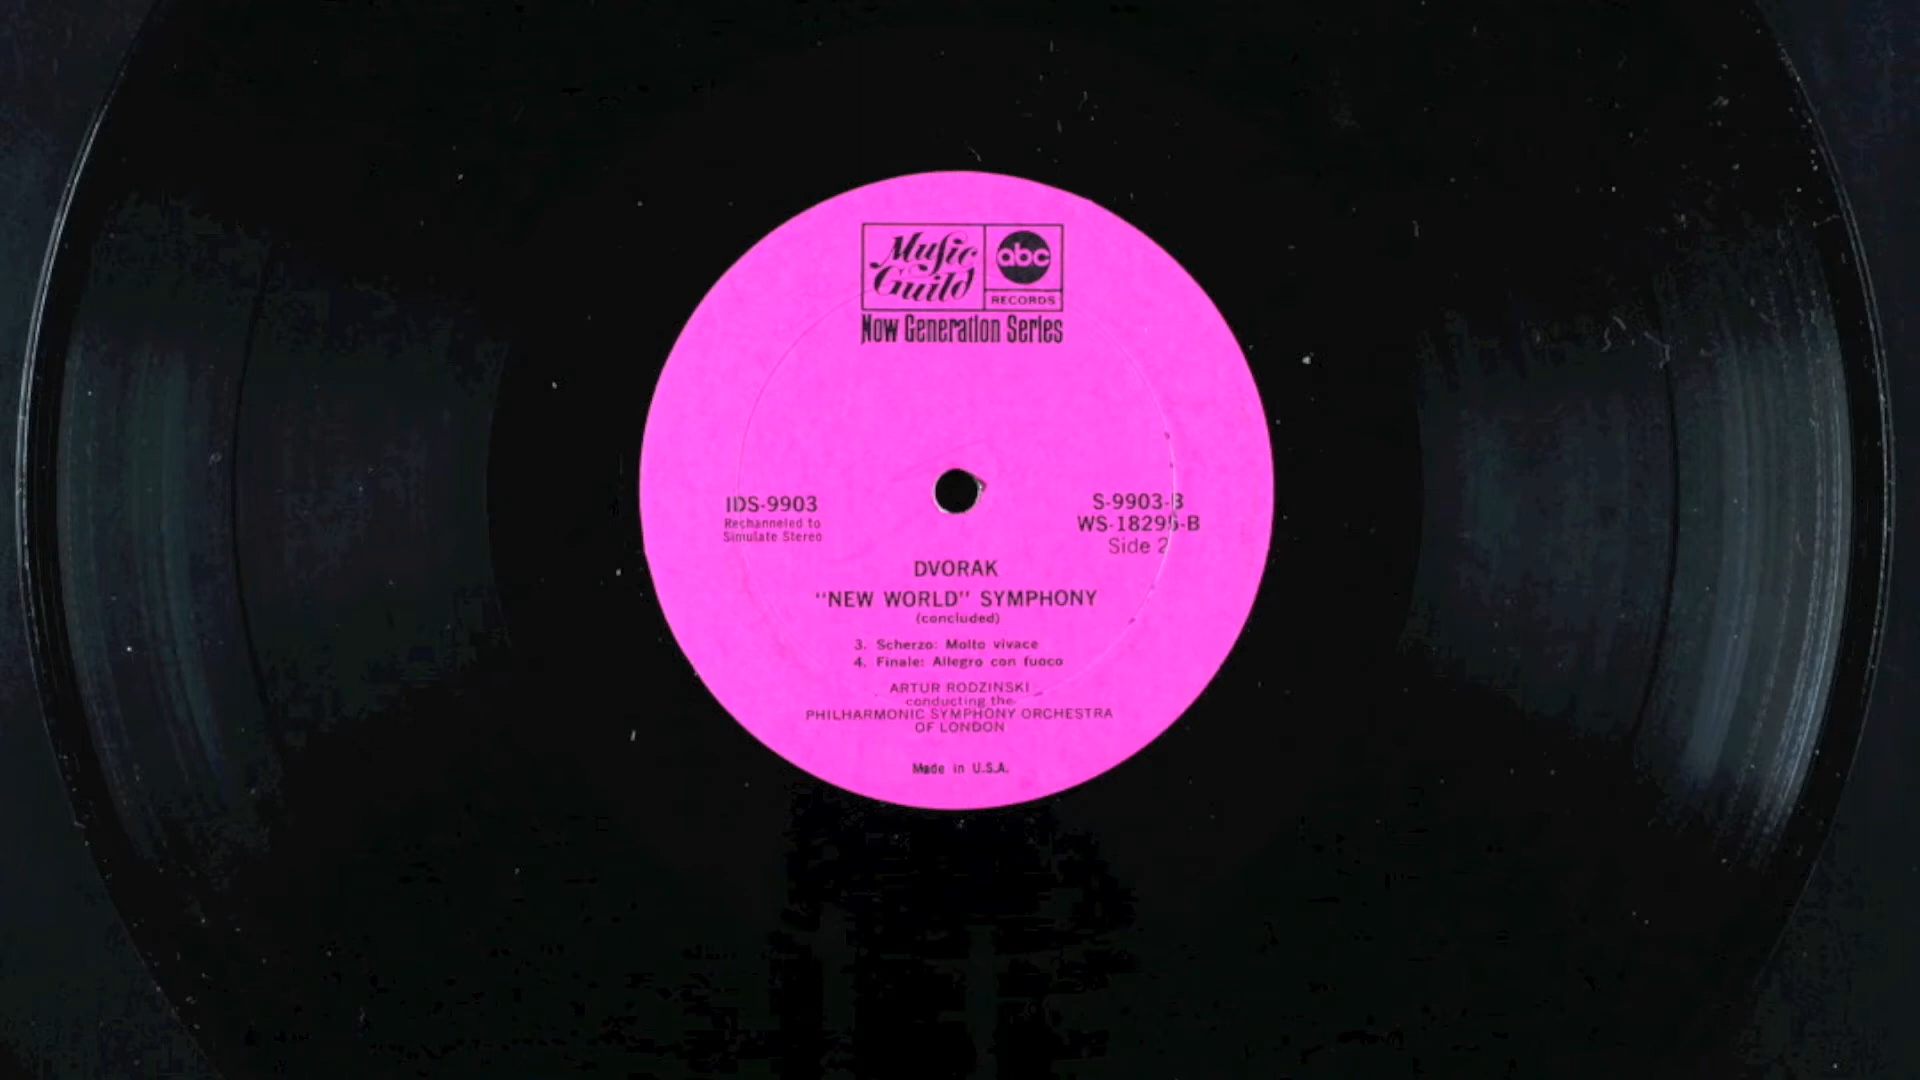 Music
Guild
abc
RECORDS
Now Generation Series
IDS-9903
Rechanneled to
Simulate Stereo
S-9903-B
WS-18296-B
Side 2
DVORAK
"NEW WORLD" SYMPHONY
(concluded)
3. Scherzo: Molto vivace
4. Finale: Allegro con fuoco
ARTUR RODZINSKI
conducting the
PHILHARMONIC SYMPHONY ORCHESTRA
OF LONDON
Made in U.S.A.